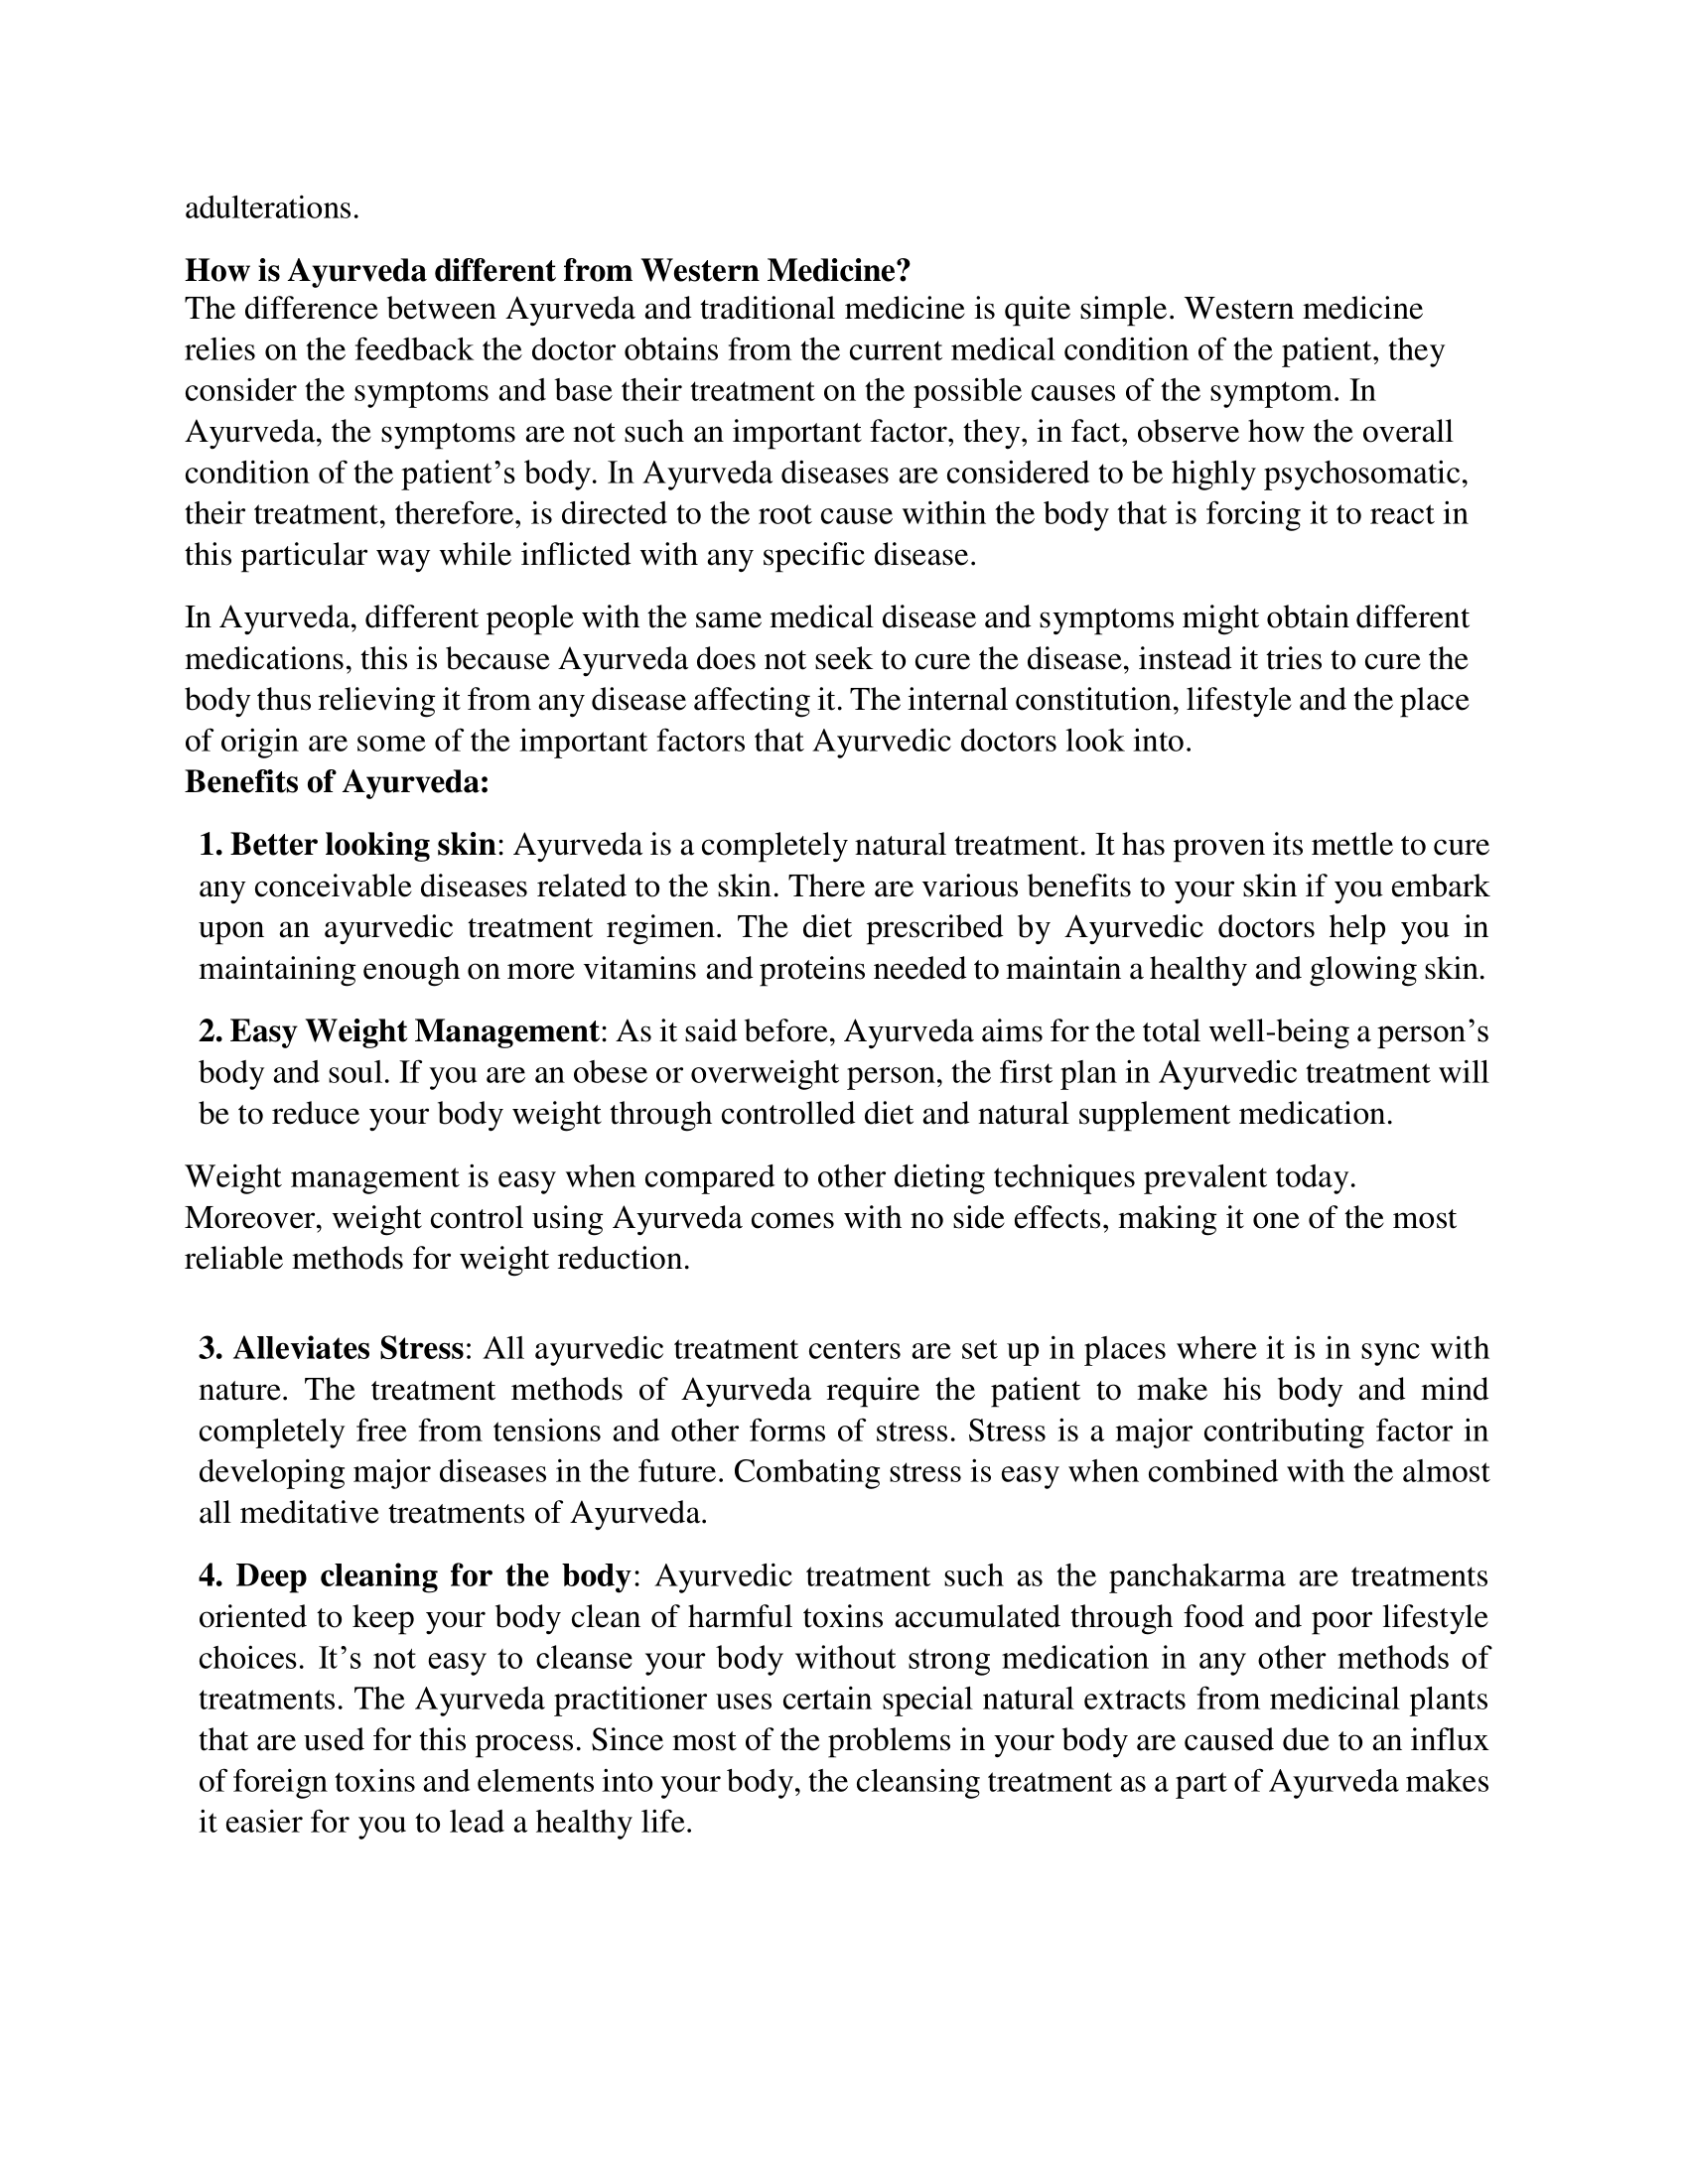 adulterations.
How is Ayurveda different from Western Medicine?
The difference between Ayurveda and traditional medicine is quite simple. Western medicine
relies on the feedback the doctor obtains from the current medical condition of the patient, they
consider the symptoms and base their treatment on the possible causes of the symptom. In
Ayurveda, the symptoms are not such an important factor, they, in fact, observe how the overall
condition of the patient’s body. In Ayurveda diseases are considered to be highly psychosomatic,
their treatment, therefore, is directed to the root cause within the body that is forcing it to react in
this particular way while inflicted with any specific disease.
In Ayurveda, different people with the same medical disease and symptoms might obtain different
medications, this is because Ayurveda does not seek to cure the disease, instead it tries to cure the
body thus relieving it from any disease affecting it. The internal constitution, lifestyle and the place
of origin are some of the important factors that Ayurvedic doctors look into.
Benefits of Ayurveda:
1. Better looking skin: Ayurveda is a completely natural treatment. It has proven its mettle to cure
any conceivable diseases related to the skin. There are various benefits to your skin if you embark
upon an ayurvedic treatment regimen. The diet prescribed by Ayurvedic doctors help you in
maintaining enough on more vitamins and proteins needed to maintain a healthy and glowing skin.
2. Easy Weight Management: As it said before, Ayurveda aims for the total well-being a person’s
body and soul. If you are an obese or overweight person, the first plan in Ayurvedic treatment will
be to reduce your body weight through controlled diet and natural supplement medication.
Weight management is easy when compared to other dieting techniques prevalent today.
Moreover, weight control using Ayurveda comes with no side effects, making it one of the most
reliable methods for weight reduction.
3. Alleviates Stress: All ayurvedic treatment centers are set up in places where it is in sync with
nature. The treatment methods of Ayurveda require the patient to make his body and mind
completely free from tensions and other forms of stress. Stress is a major contributing factor in
developing major diseases in the future. Combating stress is easy when combined with the almost
all meditative treatments of Ayurveda.
4. Deep cleaning for the body: Ayurvedic treatment such as the panchakarma are treatments
oriented to keep your body clean of harmful toxins accumulated through food and poor lifestyle
choices. It’s not easy to cleanse your body without strong medication in any other methods of
treatments. The Ayurveda practitioner uses certain special natural extracts from medicinal plants
that are used for this process. Since most of the problems in your body are caused due to an influx
of foreign toxins and elements into your body, the cleansing treatment as a part of Ayurveda makes
it easier for you to lead a healthy life.